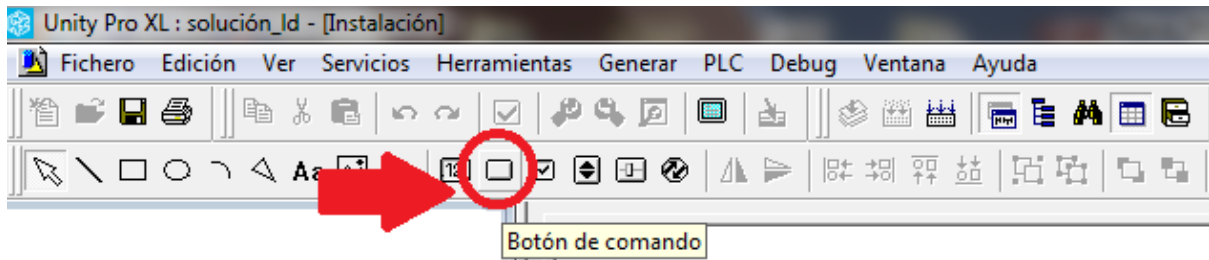 Unity Pro XL : solución_ld - [Instalación]
Fichero Edición Ver Servicios Herramientas Generar PLC Debug Ventana Ayuda
Aa
Botón de comando